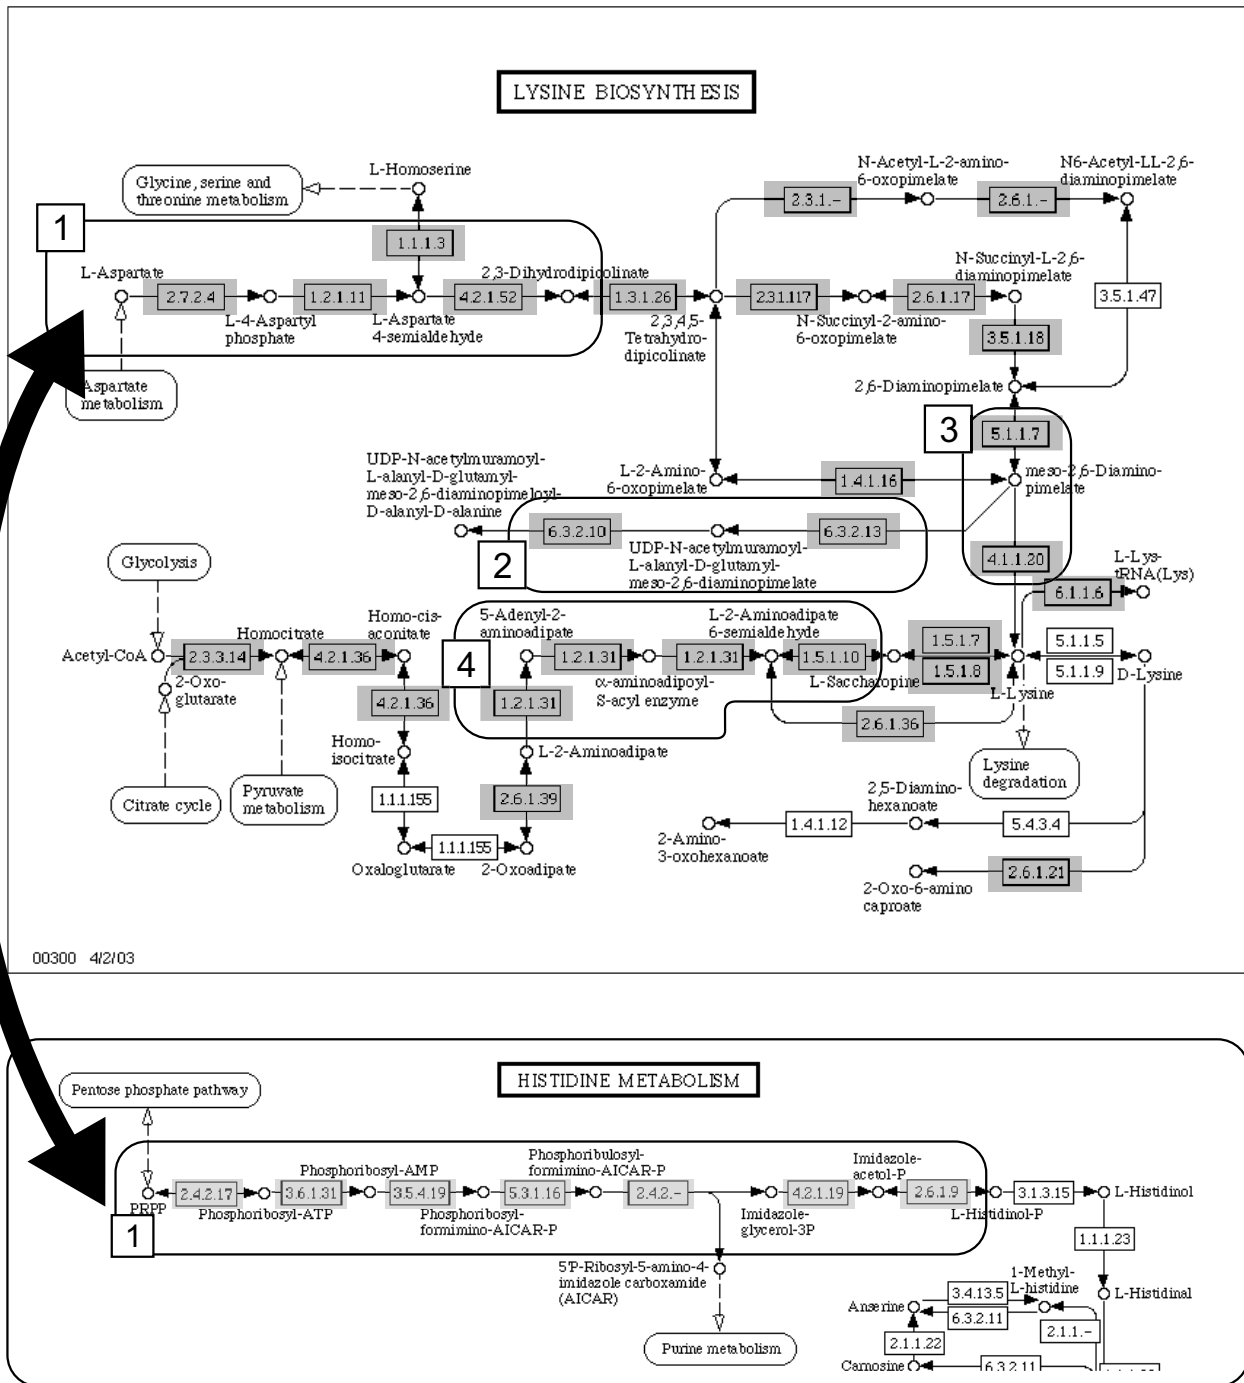 LYSINE BIOSYNTHESIS
Glycine, serine and
threonine metabolism
L-Homoserine
N-Acetyl-L-2-amino-
6-oxopimelate
N6-Acetyl-LL-2,6-
diaminopimelate
2.3.1.-
2.6.1.-
1
1.1.1.3
L-Aspartate
2,3-Dihydrodipicolinate
N-Succinyl-L-2,6-
diaminopimelate
2.7.2.4
1.2.1.11
4.2.1.52
1.3.1.26
2.3.1.117
2.6.1.17
3.5.1.47
L-4-Aspartyl
phosphate
L-Aspartate
4-semialdehyde
2,3,4,5-
Tetrahydro-
dipicolinate
N-Succinyl-2-amino-
6-oxopimelate
3.5.1.18
Aspartate
metabolism
2,6-Diaminopimelate
3
5.1.1.7
UDP-N-acetylmuramoyl-
L-alanyl-D-glutamyl-
meso-2,6-diaminopimeloyl-
D-alanyl-D-alanine
L-2-Amino-
6-oxopimelate
1.4.1.16
meso-2,6-Diamino-
pimelate
6.3.2.10
6.3.2.13
2
UDP-N-acetylmuramoyl-
L-alanyl-D-glutamyl-
meso-2,6-diaminopimelate
4.1.1.20
L-Lys-
tRNA(Lys)
6.1.1.6
Glycolysis
Homo-cis-
aconitate
5-Adenyl-2-
aminoadipate
L-2-Aminoadipate
6-semialdehyde
Homocitrate
4
Acetyl-CoA
2.3.3.14
4.2.1.36
1.2.1.31
1.2.1.31
1.5.1.10
1.5.1.7
1.5.1.8
5.1.1.5
5.1.1.9
D-Lysine
2-Oxo-
glutarate
α-aminoadipoyl-
S-acyl enzyme
L-Saccharopine
L-Lysine
4.2.1.36
1.2.1.31
2.6.1.36
Homo-
isocitrate
L-2-Aminoadipate
Citrate cycle
Pyruvate
metabolism
1.1.1.155
2.6.1.39
Lysine
degradation
2,5-Diamino-
hexanoate
1.4.1.12
5.4.3.4
1.1.1.155
2-Amino-
3-oxohexanoate
Oxaloglutarate
2-Oxoadipate
2.6.1.21
2-Oxo-6-amino
caproate
00300 4/2/03
HISTIDINE METABOLISM
Pentose phosphate pathway
Phosphoribosyl-AMP
Phosphoribulosyl-
formimino-AICAR-P
Imidazole-
acetol-P
2.4.2.17
3.6.1.31
3.5.4.19
5.3.1.16
2.4.2.-
4.2.1.19
2.6.1.9
3.1.3.15
L-Histidinol
PRPP
Phosphoribosyl-ATP
Phosphoribosyl-
formimino-AICAR-P
Imidazole-
glycerol-3P
L-Histidinol-P
1
1.1.1.23
5'P-Ribosyl-5-amino-4-
imidazole carboxamide
(AICAR)
1-Methyl-
L-histidine
3.4.13.5
L-Histidinal
Anserine
6.3.2.11
2.1.1.-
2.1.1.22
Purine metabolism
Carnosine
6.3.2.11